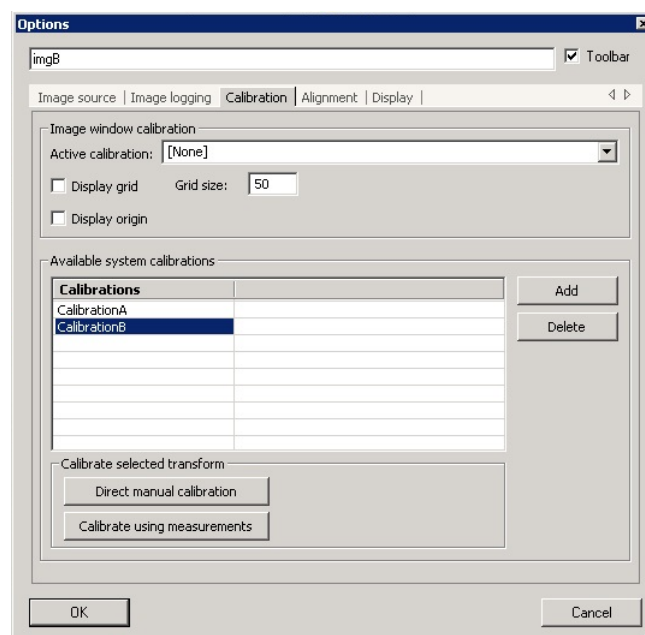 Options
imgB
Toolbar
Image source | Image logging Calibration | Alignment | Display |
Image window calibration
Active calibration: [None]
Display grid Grid size: 50
Display origin
Available system calibrations
Calibrations
Add
CalibrationA
CalibrationB
Delete
Calibrate selected transform
Direct manual calibration
Calibrate using measurements
OK
Cancel